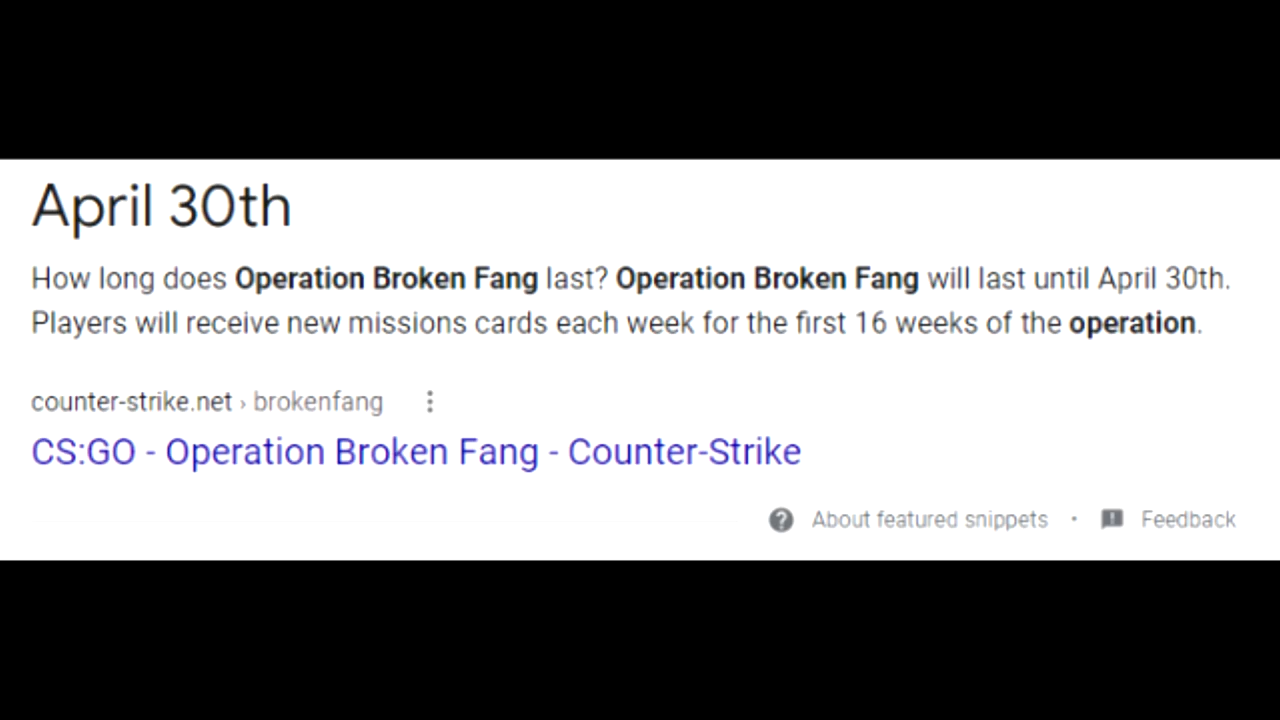 April 30th
How long does Operation Broken Fang last? Operation Broken Fang will last until April 30th.
Players will receive new missions cards each week for the first 16 weeks of the operation.
counter-strike.net › brokenfang
CS:GO - Operation Broken Fang - Counter-Strike
About featured snippets • Feedback